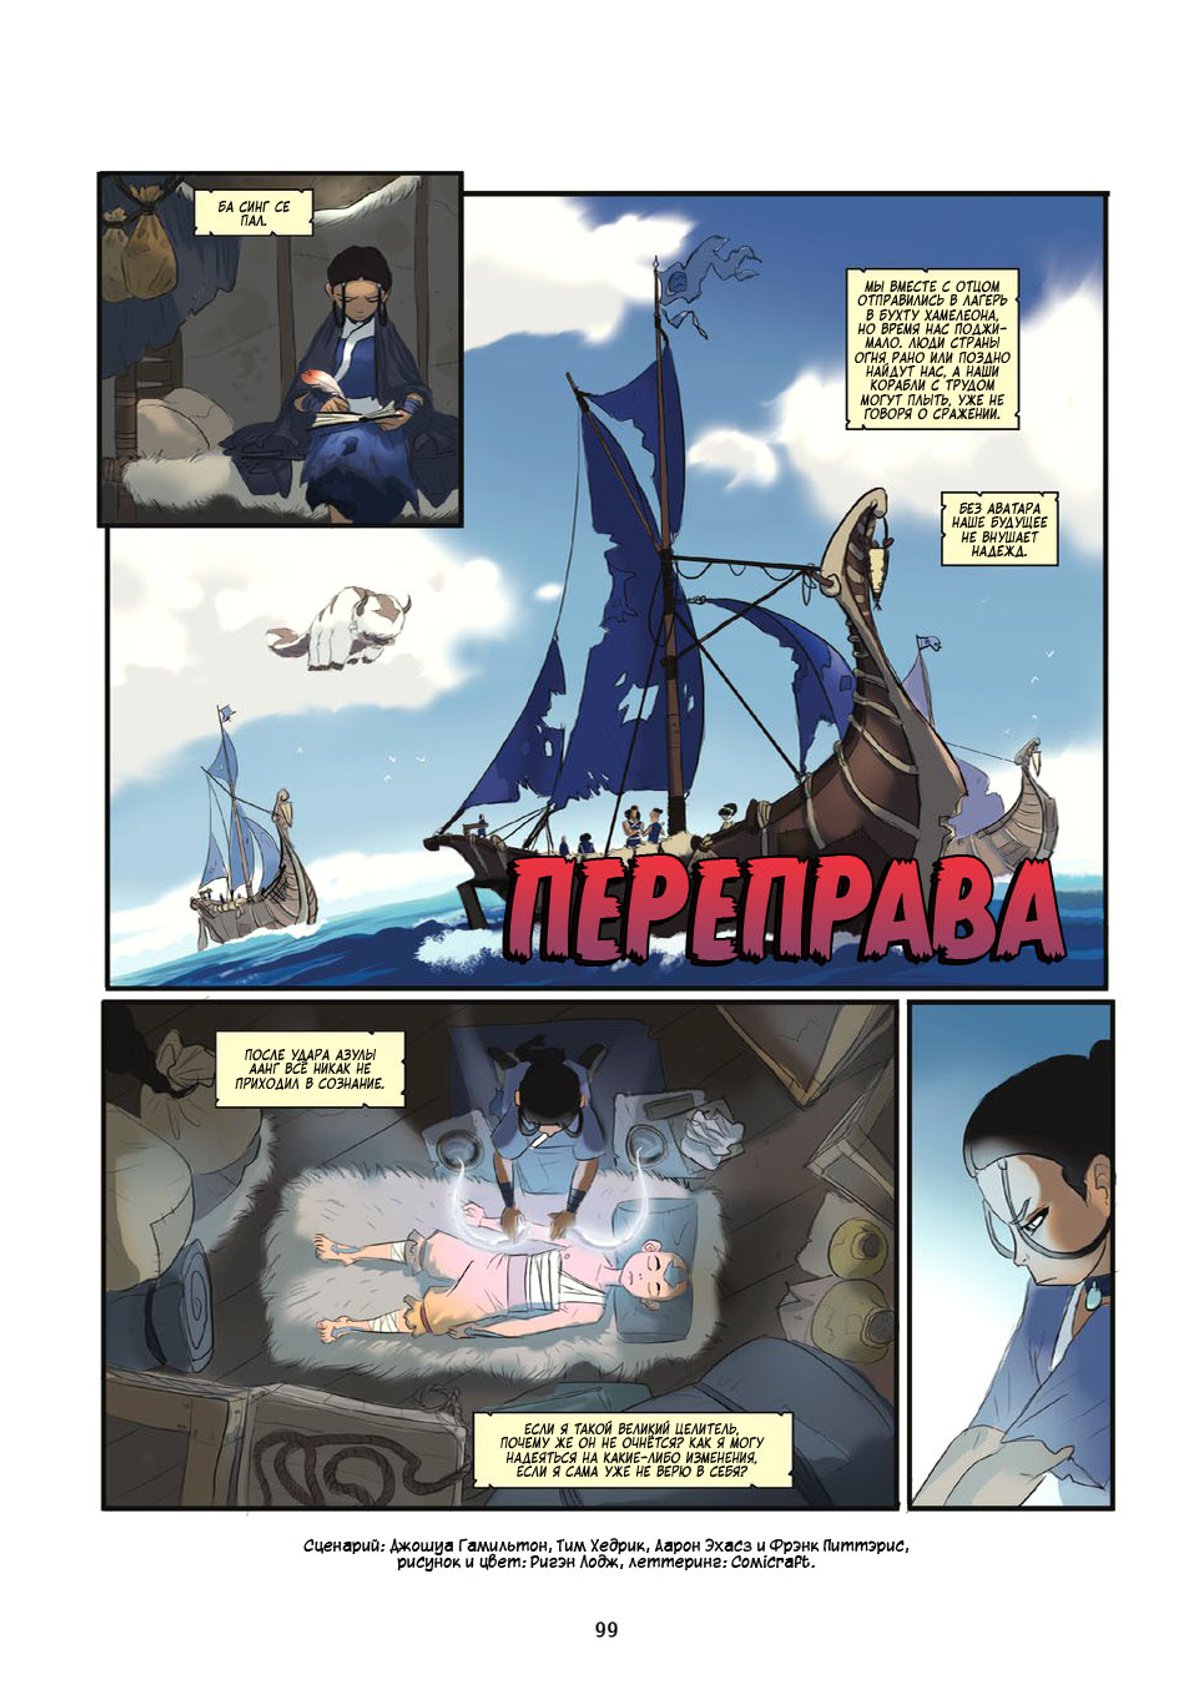 БА СИНГ СЕ
ПАЛ.
МЫ ВМЕСТЕ С ОТЦОМ
ОТПРАВИЛИСЬ В ЛАГЕРЬ
В БУХТУ ХАМЕЛЕОНА,
НО ВРЕМЯ НАС ПОДЖИ-
МАЛО. ЛЮДИ СТРАНЫ
ОГНЯ РАНО ИЛИ ПОЗДНО
НАЙДУТ НАС, А НАШИ
КОРАБЛИ С ТРУДОМ
МОГУТ ПЛЫТЬ, УЖЕ НЕ
ГОВОРЯ О СРАЖЕНИИ.
БЕЗ АВАТАРА
НАШЕ БУДУЩЕЕ
НЕ ВНУШАЕТ
НАДЕЖД.
ПЕРЕПРАВА
ПОСЛЕ УДАРА АЗУЛЫ
ААНГ ВСЁ НИКАК НЕ
ПРИХОДИЛ В СОЗНАНИЕ.
ЕСЛИ Я ТАКОЙ ВЕЛИКИЙ ЦЕЛИТЕЛЬ,
ПОЧЕМУ ЖЕ ОН НЕ ОЧНЁТСЯ? КАК Я МОГУ
НАДЕЯТЬСЯ НА КАКИЕ-ЛИБО ИЗМЕНЕНИЯ,
ЕСЛИ Я САМА УЖЕ НЕ ВЕРЮ В СЕБЯ?
Сценарий: Джошуа Гамильтон, Тим Хедрик, Аарон Эхасз и Фрэнк Питтэрис,
рисунок и цвет: Ригэн Лодж, леттеринг: Comicraft.
99